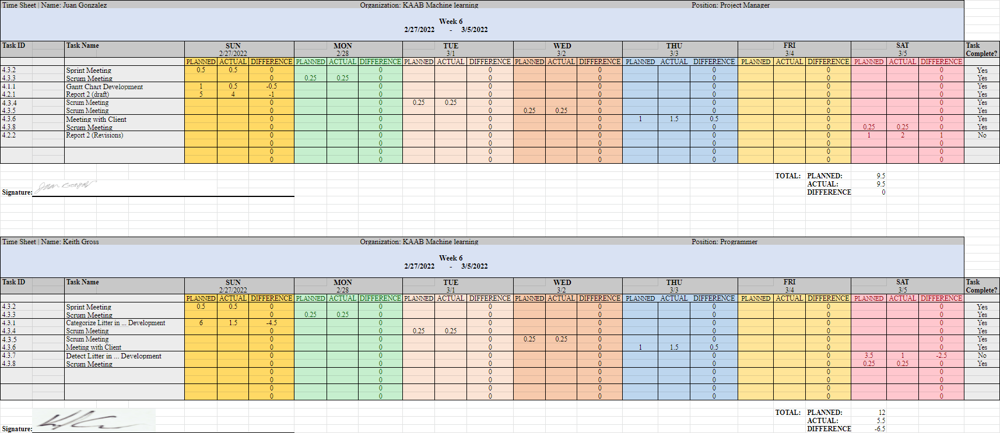 Time Sheet | Name: Juan Gonzalez Organization: KAAB Machine learning Position: Project Manager
Week 6
2/27/2022 - 3/5/2022
Task ID Task Name SUN MON TUE WED THU FRI SAT Task
2/27/2022 2/28 3/1 3/2 3/3 3/4 3/5 Complete?
PLANNED ACTUAL DIFFERENCE PLANNED ACTUAL DIFFERENCE PLANNED ACTUAL DIFFERENCE PLANNED ACTUAL DIFFERENCE PLANNED ACTUAL DIFFERENCE PLANNED ACTUAL DIFFERENCE PLANNED ACTUAL DIFFERENCE
4.3.2 Sprint Meeting 0.5 0.5 0 0 0 0 0 0 0 Yes
4.3.3 Scrum Meeting 0 0.25 0.25 0 0 0 0 0 0 Yes
4.1.1 Gantt Chart Development 1 0.5 -0.5 0 0 0 0 0 0 Yes
4.2.1 Report 2 (draft) 5 4 -1 0 0 0 0 0 0 Yes
4.3.4 Scrum Meeting 0 0 0.25 0.25 0 0 0 0 0 Yes
4.3.5 Scrum Meeting 0 0 0 0.25 0.25 0 0 0 0 Yes
4.3.6 Meeting with Client 0 0 0 0 1 1.5 0.5 0 0 Yes
4.3.8 Scrum Meeting 0 0 0 0 0 0 0.25 0.25 0 Yes
4.2.2 Report 2 (Revisions) 0 0 0 0 0 0 1 2 1 No
0 0 0 0 0 0 0
0 0 0 0 0 0 0
0 0 0 0 0 0 0
TOTAL: PLANNED: 9.5
ACTUAL: 9.5
Signature: Juan Gonzalez DIFFERENCE 0
Time Sheet | Name: Keith Gross Organization: KAAB Machine learning Position: Programmer
Week 6
2/27/2022 - 3/5/2022
Task ID Task Name SUN MON TUE WED THU FRI SAT Task
2/27/2022 2/28 3/1 3/2 3/3 3/4 3/5 Complete?
PLANNED ACTUAL DIFFERENCE PLANNED ACTUAL DIFFERENCE PLANNED ACTUAL DIFFERENCE PLANNED ACTUAL DIFFERENCE PLANNED ACTUAL DIFFERENCE PLANNED ACTUAL DIFFERENCE PLANNED ACTUAL DIFFERENCE
4.3.2 Sprint Meeting 0.5 0.5 0 0 0 0 0 0 0 Yes
4.3.3 Scrum Meeting 0 0.25 0.25 0 0 0 0 0 0 Yes
4.3.1 Categorize Litter in ... Development 6 1.5 -4.5 0 0 0 0 0 0 Yes
4.3.4 Scrum Meeting 0 0 0.25 0.25 0 0 0 0 0 Yes
4.3.5 Scrum Meeting 0 0 0 0.25 0.25 0 0 0 0 Yes
4.3.6 Meeting with Client 0 0 0 0 1 1.5 0.5 0 0 Yes
4.3.7 Detect Litter in ... Development 0 0 0 0 0 0 3.5 1 -2.5 No
4.3.8 Scrum Meeting 0 0 0 0 0 0 0.25 0.25 0 Yes
0 0 0 0 0 0 0
0 0 0 0 0 0 0
0 0 0 0 0 0 0
0 0 0 0 0 0 0
TOTAL: PLANNED: 12
ACTUAL: 5.5
Signature: DIFFERENCE -6.5